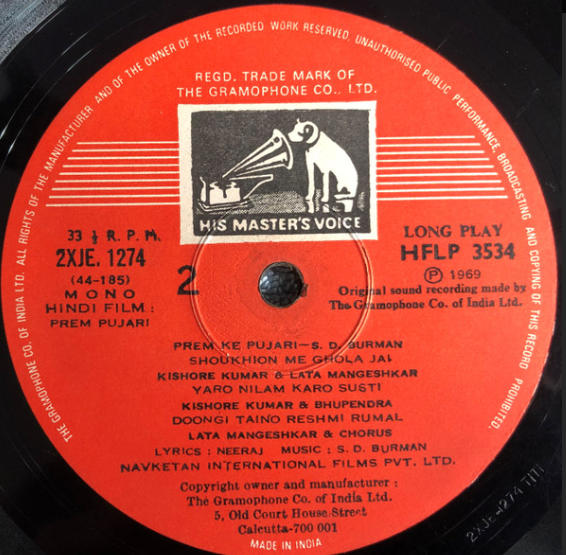 THE GRAMOPHONE CO. OF INDIA LTD. ALL RIGHTS OF THE MANUFACTURER AND OF THE OWNER OF THE RECORDED WORK RESERVED. UNAUTHORISED PUBLIC PERFORMANCE, BROADCASTING AND COPYING OF THIS RECORD PROHIBITED.
REGD. TRADE MARK OF
THE GRAMOPHONE CO., LTD.
HIS MASTER'S VOICE
33 ⅓ R. P. M.
2XJE. 1274
(44-185)
MONO
HINDI FILM:
PREM PUJARI
2
LONG PLAY
HFLP 3534
Ⓟ 1969
Original sound recording made by
The Gramophone Co. of India Ltd.
PREM KE PUJARI—S. D. BURMAN
SHOUKHION ME GHOLA JAI
KISHORE KUMAR & LATA MANGESHKAR
YARO NILAM KARO SUSTI
KISHORE KUMAR & BHUPENDRA
DOONGI TAINO RESHMI RUMAL
LATA MANGESHKAR & CHORUS
LYRICS : NEERAJ MUSIC : S. D. BURMAN
NAVKETAN INTERNATIONAL FILMS PVT. LTD.
Copyright owner and manufacturer :
The Gramophone Co. of India Ltd.
5, Old Court House Street
Calcutta-700 001
MADE IN INDIA
2XJE-1274